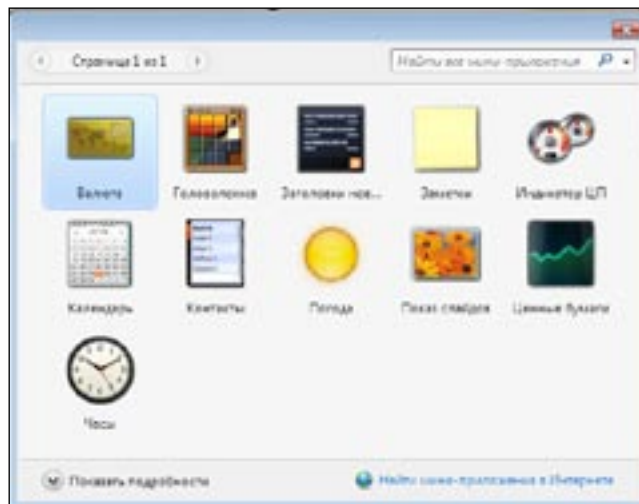 Страница 1 из 1
Найти все мини-приложения
Валюта
Головоломка
Заголовки нов...
Заметки
Индикатор ЦП
Календарь
Контакты
Погода
Показ слайдов
Ценные бумаги
Часы
Показать подробности
Найти мини-приложения в Интернете